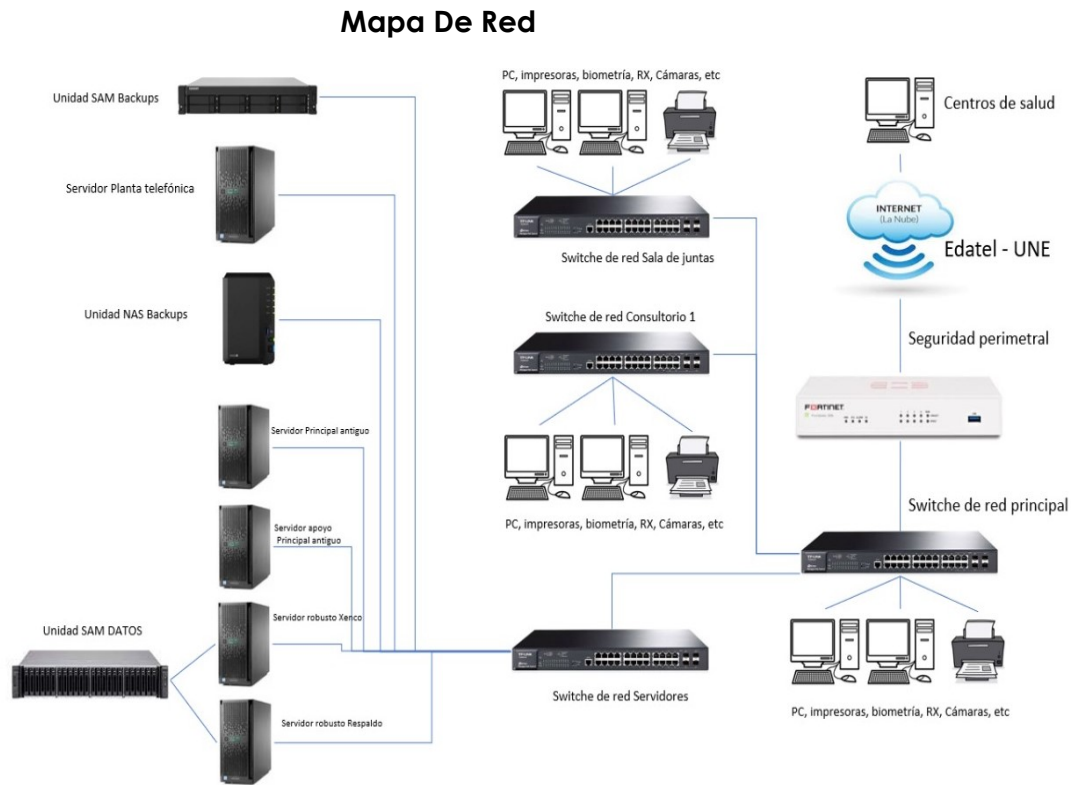 Mapa De Red
Unidad SAM Backups
Servidor Planta telefónica
Unidad NAS Backups
Servidor Principal antiguo
Servidor apoyo
Principal antiguo
Servidor robusto Xenco
Unidad SAM DATOS
Servidor robusto Respaldo
PC, impresoras, biometría, RX, Cámaras, etc
Switche de red Sala de juntas
Switche de red Consultorio 1
PC, impresoras, biometría, RX, Cámaras, etc
Switche de red Servidores
Centros de salud
INTERNET
(La Nube)
Edatel - UNE
Seguridad perimetral
FORTINET
Switche de red principal
PC, impresoras, biometría, RX, Cámaras, etc